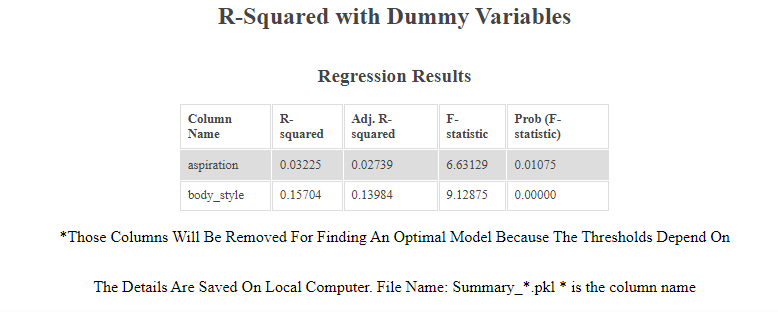 R-Squared with Dummy Variables
Regression Results
Column Name R-squared Adj. R-squared F-statistic Prob (F-statistic)
aspiration 0.03225 0.02739 6.63129 0.01075
body_style 0.15704 0.13984 9.12875 0.00000
*Those Columns Will Be Removed For Finding An Optimal Model Because The Thresholds Depend On
The Details Are Saved On Local Computer. File Name: Summary_*.pkl * is the column name